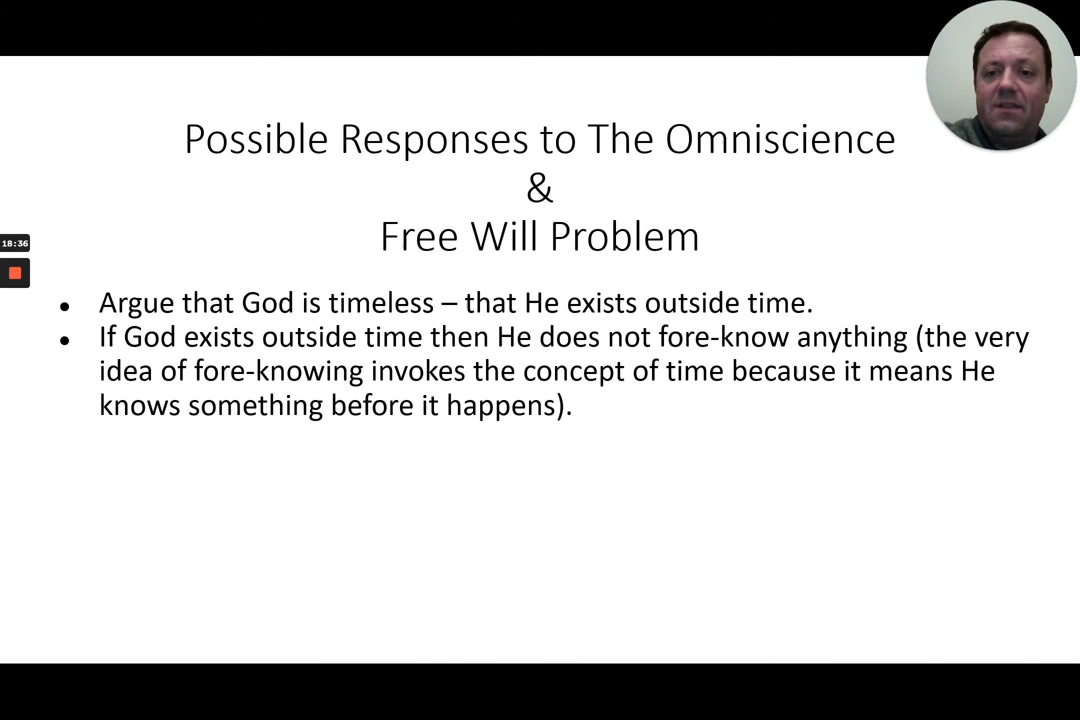 Possible Responses to The Omniscience
&
Free Will Problem
18:36
• Argue that God is timeless – that He exists outside time.
• If God exists outside time then He does not fore-know anything (the very
idea of fore-knowing invokes the concept of time because it means He
knows something before it happens).